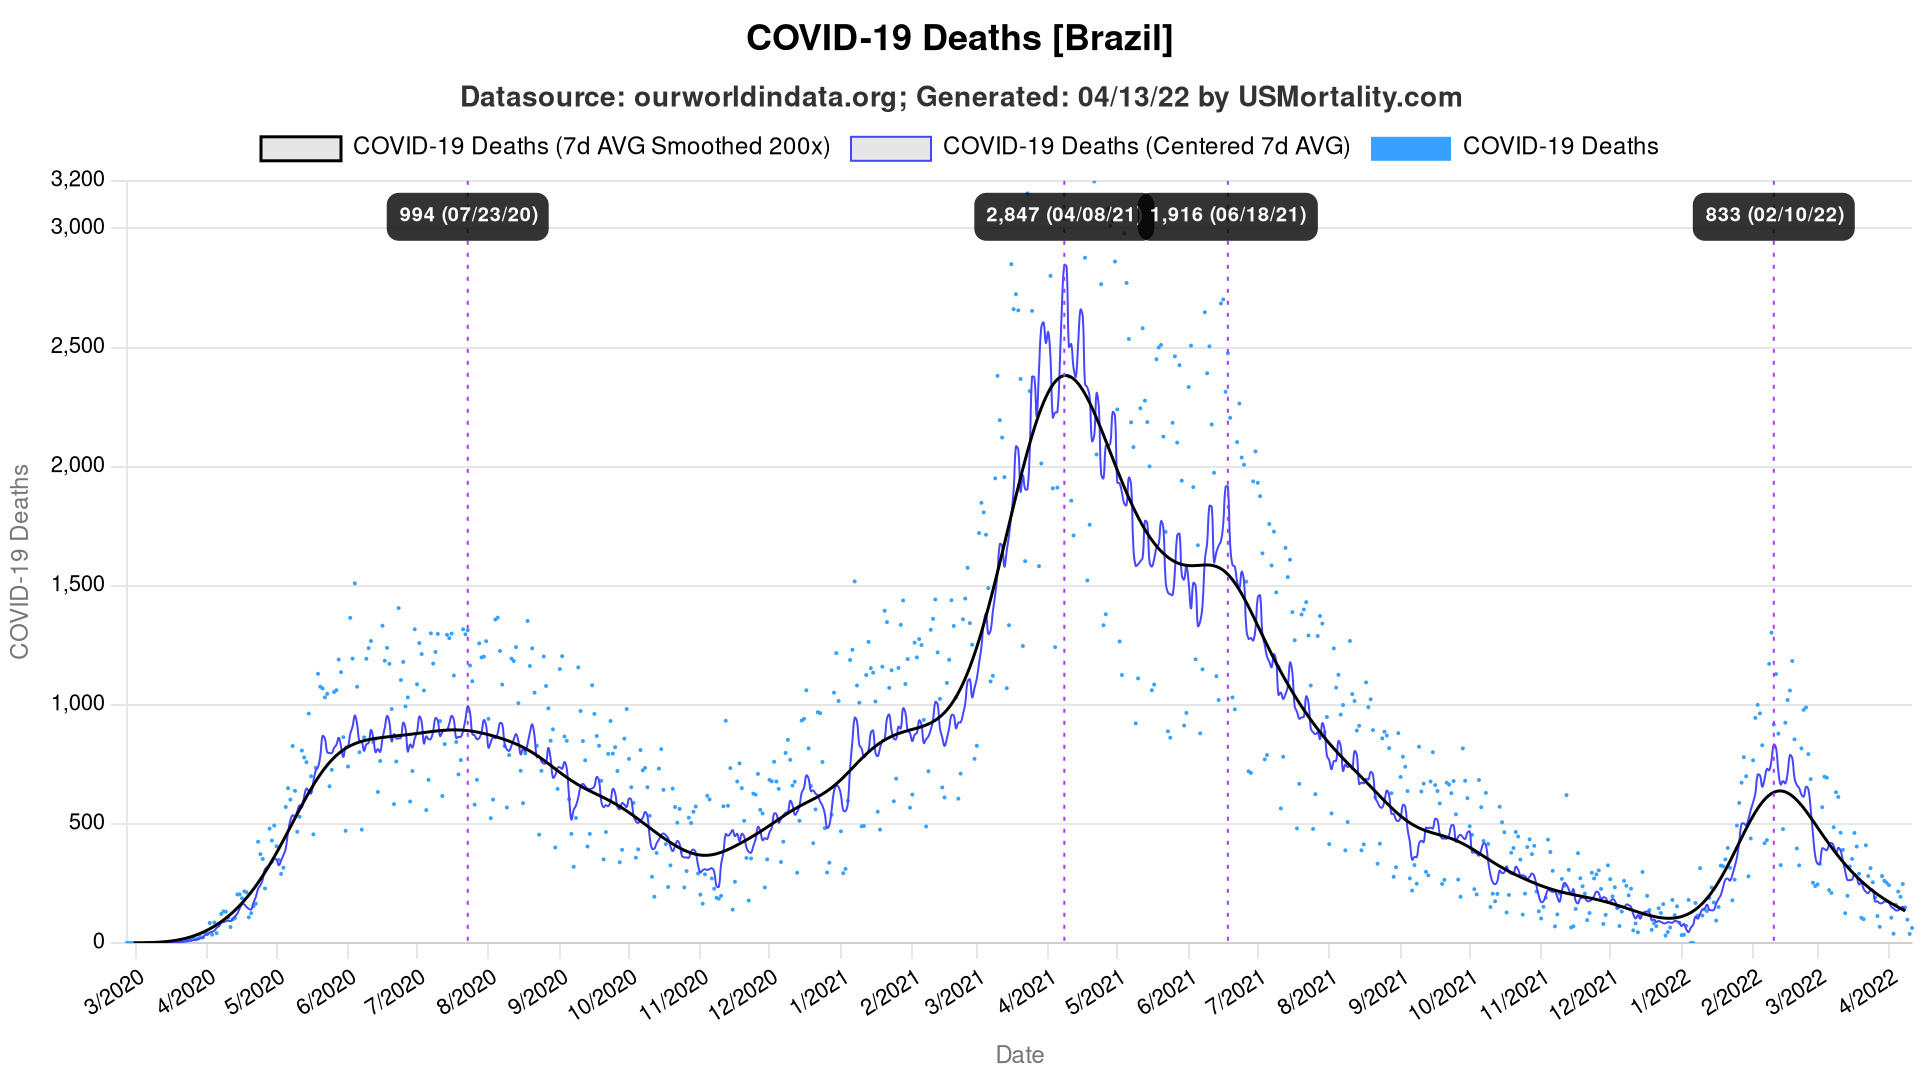 COVID-19 Deaths [Brazil]
Datasource: ourworldindata.org; Generated: 04/13/22 by USMortality.com
COVID-19 Deaths (7d AVG Smoothed 200x) COVID-19 Deaths (Centered 7d AVG) COVID-19 Deaths
994 (07/23/20) 2,847 (04/08/21) 1,916 (06/18/21) 833 (02/10/22)
3,200
3,000
2,500
2,000
1,500
1,000
500
0
COVID-19 Deaths
3/2020 4/2020 5/2020 6/2020 7/2020 8/2020 9/2020 10/2020 11/2020 12/2020 1/2021 2/2021 3/2021 4/2021 5/2021 6/2021 7/2021 8/2021 9/2021 10/2021 11/2021 12/2021 1/2022 2/2022 3/2022 4/2022
Date